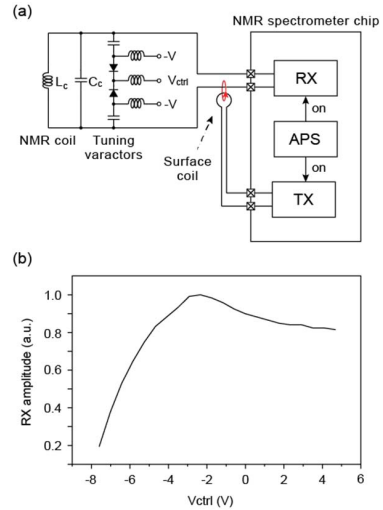 (a)
NMR spectrometer chip
-V
Vctrl
-V
Lc
Cc
NMR coil
Tuning
varactors
Surface
coil
RX
on
APS
on
TX
(b)
RX amplitude (a.u.)
1.0
0.8
0.6
0.4
0.2
-8 -6 -4 -2 0 2 4 6
Vctrl (V)